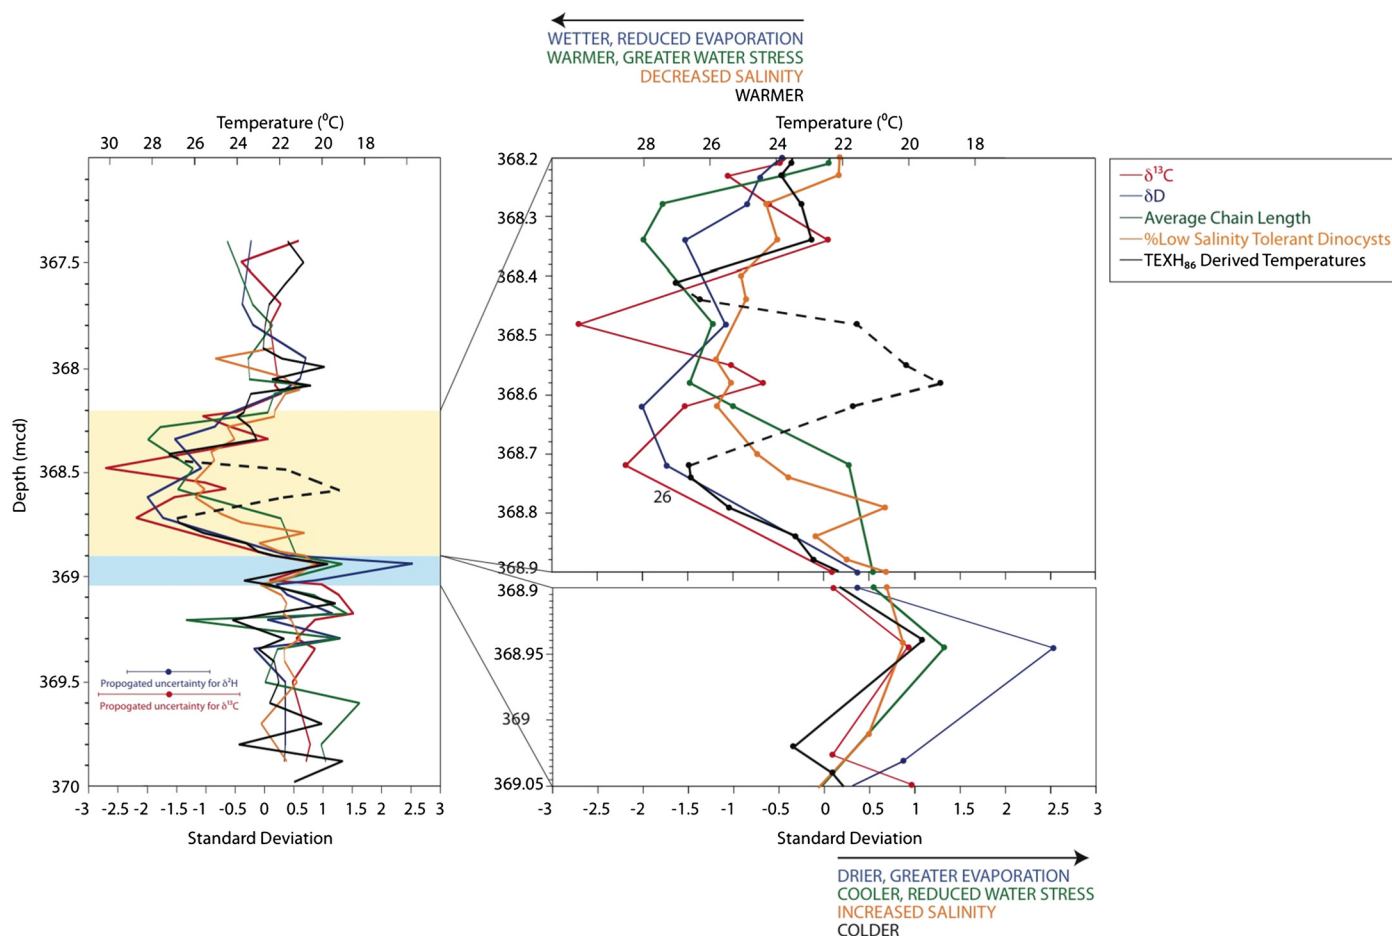 WETTER, REDUCED EVAPORATION
WARMER, GREATER WATER STRESS
DECREASED SALINITY
WARMER
Temperature (⁰C)
30 28 26 24 22 20 18
Temperature (⁰C)
28 26 24 22 20 18
Depth (mcd)
367.5
368
368.5
369
369.5
370
368.2
368.3
368.4
368.5
368.6
368.7
368.8
368.9
26
368.9
368.95
369
369.05
δ¹³C
δD
Average Chain Length
%Low Salinity Tolerant Dinocysts
TEXH₈₆ Derived Temperatures
Propogated uncertainty for δ²H
Propogated uncertainty for δ¹³C
-3 -2.5 -2 -1.5 -1 -0.5 0 0.5 1 1.5 2 2.5 3
Standard Deviation
-3 -2.5 -2 -1.5 -1 -0.5 0 0.5 1 1.5 2 2.5 3
Standard Deviation
DRIER, GREATER EVAPORATION
COOLER, REDUCED WATER STRESS
INCREASED SALINITY
COLDER